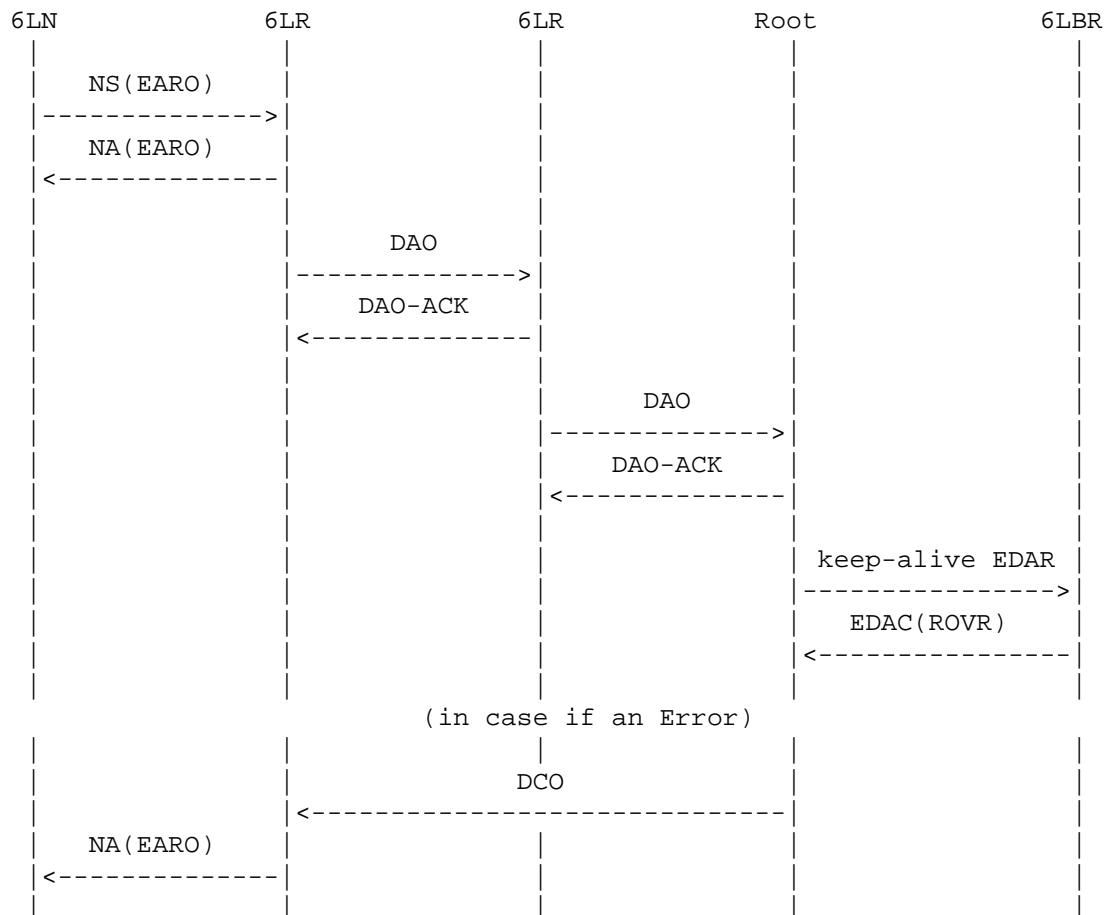 6LN 6LR 6LR Root 6LBR
NS(EARO)
NA(EARO)
DAO
DAO-ACK
DAO
DAO-ACK
keep-alive EDAR
EDAC(ROVR)
(in case if an Error)
DCO
NA(EARO)